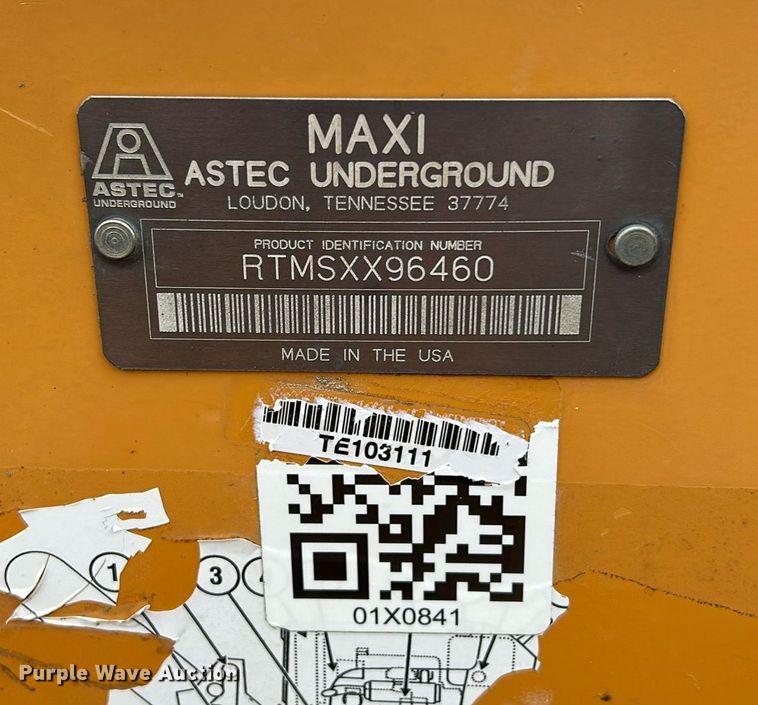 MAXI
ASTEC UNDERGROUND
LOUDON, TENNESSEE 37774
ASTEC™
UNDERGROUND
PRODUCT IDENTIFICATION NUMBER
RTMSXX96460
MADE IN THE USA
TE103111
1
3
01X0841
Purple Wave Auction